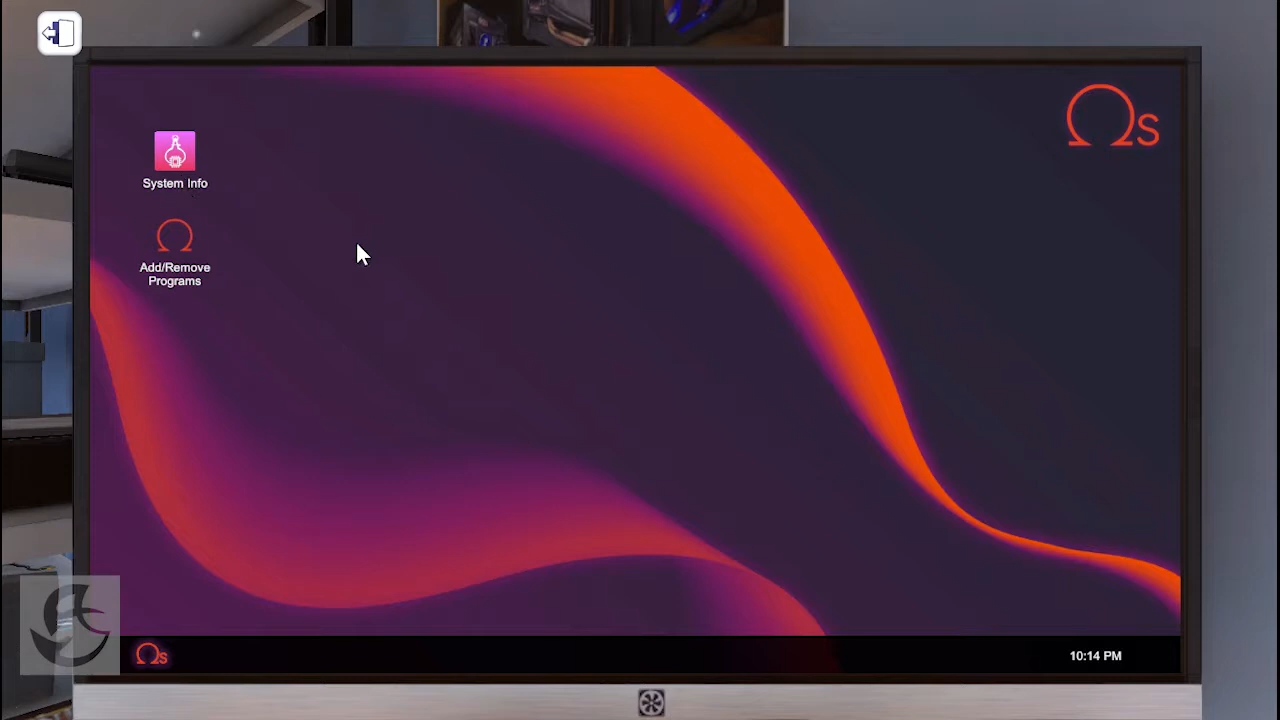 Ωs
System Info
Add/Remove
Programs
Ωs
10:14 PM